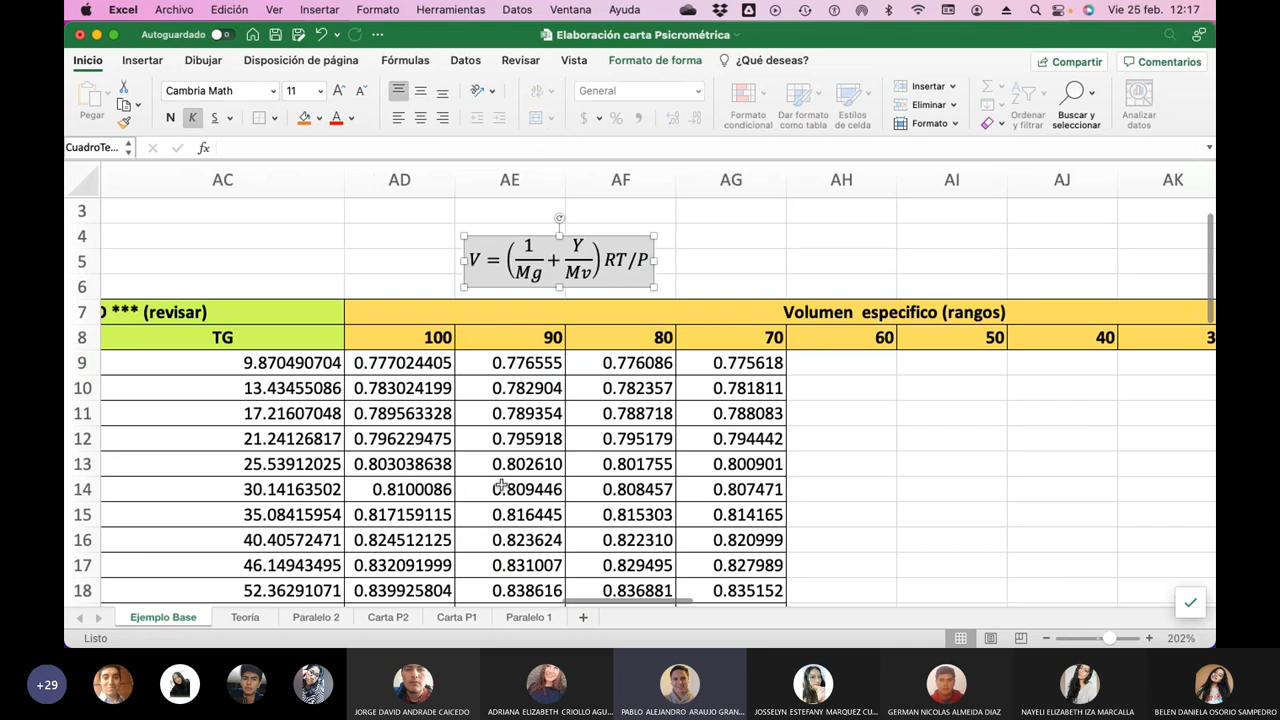 Excel Archivo Edición Ver Insertar Formato Herramientas Datos Ventana Ayuda Vie 25 feb. 12:17
Autoguardado Elaboración carta Psicrométrica
Inicio Insertar Dibujar Disposición de página Fórmulas Datos Revisar Vista Formato de forma ¿Qué desea? Compartir Comentarios
Pegar Cambria Math 11 General Formato condicional Dar formato como tabla Estilos de celda Insertar Eliminar Formato Ordenar y filtrar Buscar y seleccionar Analizar datos
N K S
CuadroTe... fx
AC AD AE AF AG AH AI AJ AK
3
4
5 V = (1/Mg + Y/Mv) RT/P
6
7 O *** (revisar) Volumen especifico (rangos)
8 TG 100 90 80 70 60 50 40 3
9 9.870490704 0.777024405 0.776555 0.776086 0.775618
10 13.43455086 0.783024199 0.782904 0.782357 0.781811
11 17.21607048 0.789563328 0.789354 0.788718 0.788083
12 21.24126817 0.796229475 0.795918 0.795179 0.794442
13 25.53912025 0.803038638 0.802610 0.801755 0.800901
14 30.14163502 0.8100086 0.809446 0.808457 0.807471
15 35.08415954 0.817159115 0.816445 0.815303 0.814165
16 40.40572471 0.824512125 0.823624 0.822310 0.820999
17 46.14943495 0.832091999 0.831007 0.829495 0.827989
18 52.36291071 0.839925804 0.838616 0.836881 0.835152
Ejemplo Base Teoría Paralelo 2 Carta P2 Carta P1 Paralelo 1
Listo 202%
+29
JORGE DAVID ANDRADE CAICEDO ADRIANA ELIZABETH CRIOLLO AGU... PABLO ALEJANDRO ARAUJO GRAN... JOSSELYN ESTEFANY MARQUEZ CU... GERMAN NICOLAS ALMEIDA DIAZ NAYELI ELIZABETH IZA MARCALLA BELEN DANIELA OSORIO SAMPEDRO